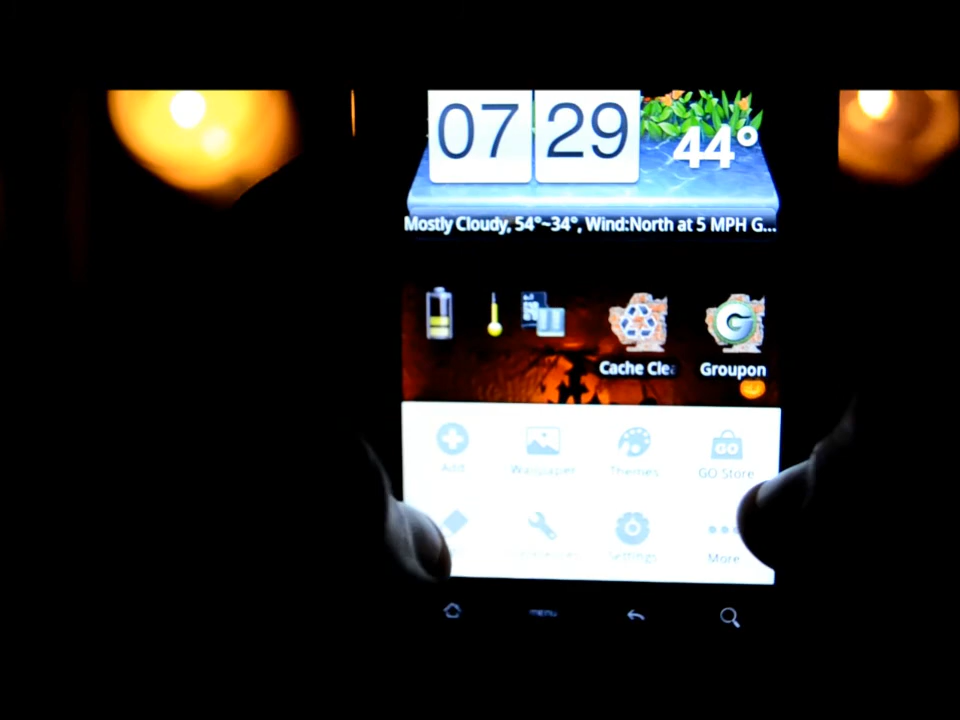 07 29
44°
Mostly Cloudy, 54°~34°, Wind:North at 5 MPH G...
Cache Clea
Groupon
Add
Wallpaper
Themes
GO
GO Store
Settings
More
menu